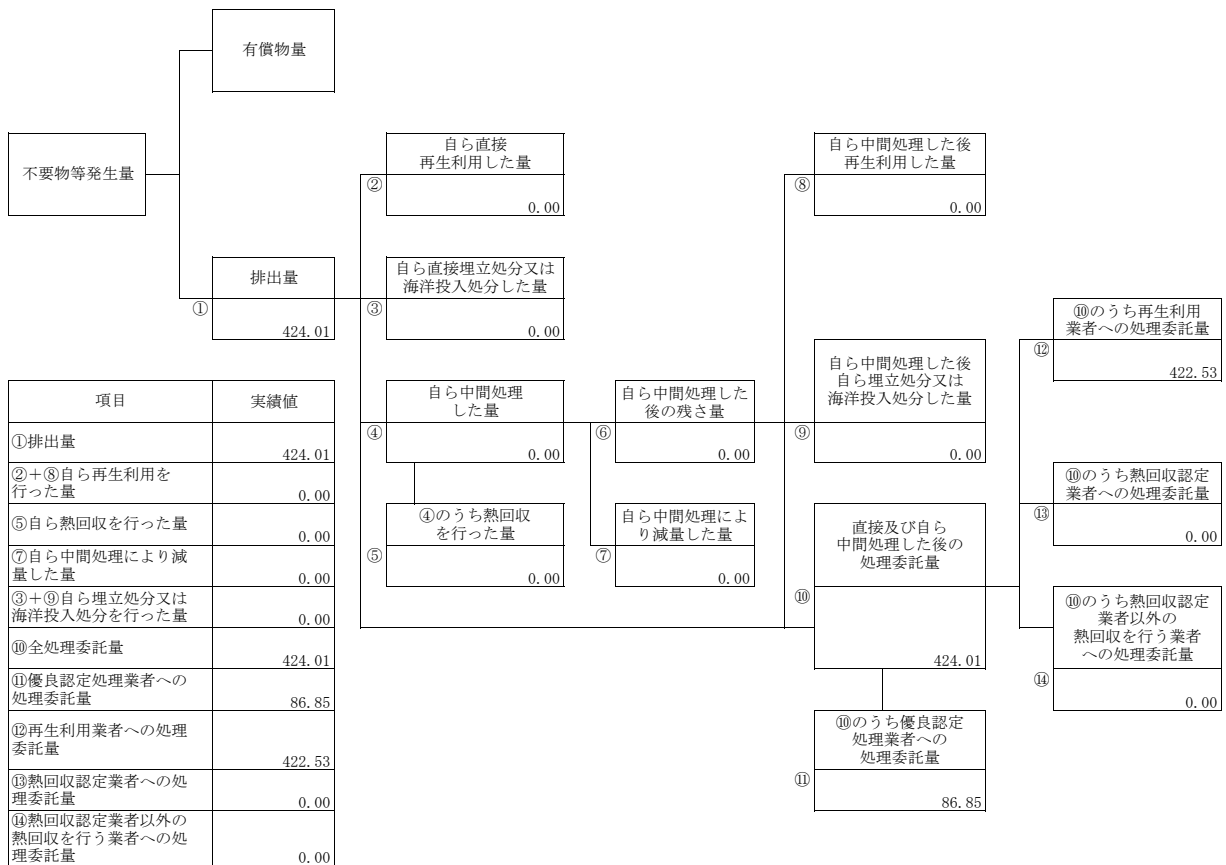 有償物量
不要物等発生量
自ら直接
再生利用した量
②
0.00
自ら中間処理した後
再生利用した量
⑧
0.00
排出量
①
424.01
自ら直接埋立処分又は
海洋投入処分した量
③
0.00
⑩のうち再生利用
業者への処理委託量
⑫
422.53
自ら中間処理
した量
④
0.00
自ら中間処理した
後の残さ量
⑥
0.00
自ら中間処理した後
自ら埋立処分又は
海洋投入処分した量
⑨
0.00
⑩のうち熱回収認定
業者への処理委託量
⑬
0.00
④のうち熱回収
を行った量
⑤
0.00
自ら中間処理によ
り減量した量
⑦
0.00
直接及び自ら
中間処理した後の
処理委託量
⑩
424.01
⑩のうち熱回収認定
業者以外の
熱回収を行う業者
への処理委託量
⑭
0.00
⑩のうち優良認定
処理業者への
処理委託量
⑪
86.85
項目 実績値
①排出量
424.01
②+⑧自ら再生利用を
行った量 0.00
⑤自ら熱回収を行った量
0.00
⑦自ら中間処理により減
量した量 0.00
③+⑨自ら埋立処分又は
海洋投入処分を行った量 0.00
⑩全処理委託量
424.01
⑪優良認定処理業者への
処理委託量 86.85
⑫再生利用業者への処理
委託量
422.53
⑬熱回収認定業者への処
理委託量 0.00
⑭熱回収認定業者以外の
熱回収を行う業者への処
理委託量 0.00